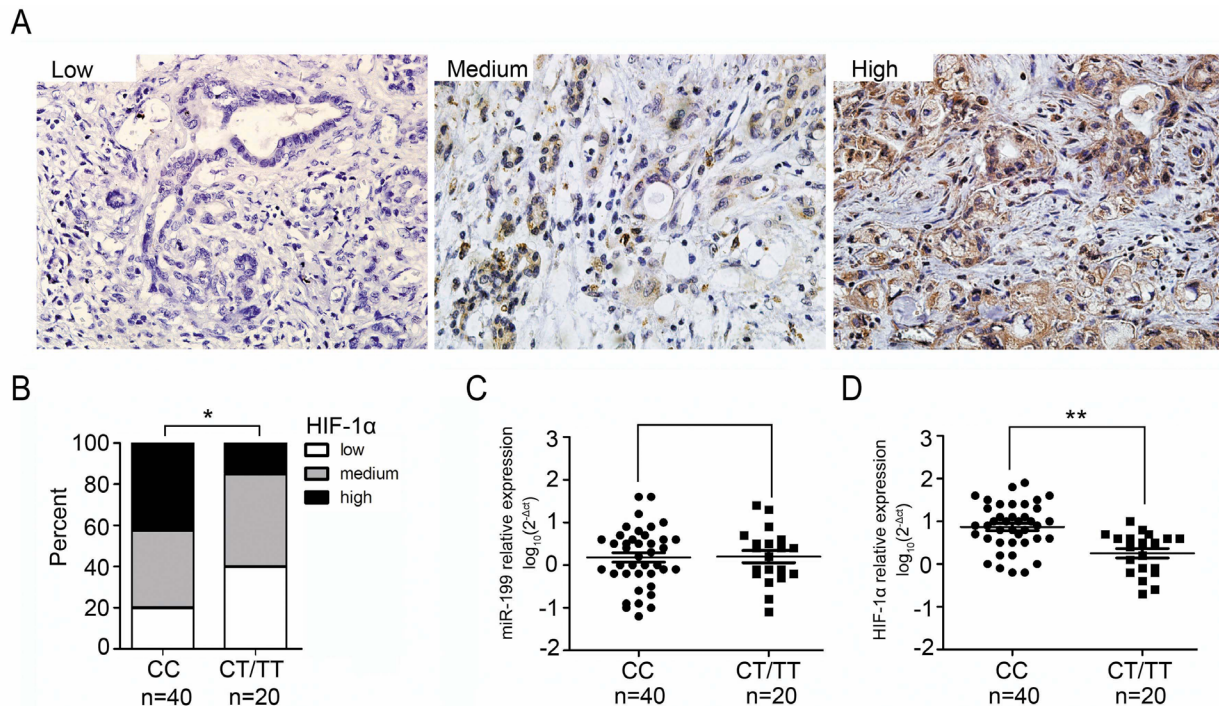 A
Low
Medium
High
B
*
HIF-1α
low
medium
high
Percent
100
80
60
40
20
0
CC
CT/TT
n=40
n=20
C
miR-199 relative expression
log₁₀(2⁻Δct)
3
2
1
0
-1
-2
CC
CT/TT
n=40
n=20
D
**
HIF-1α relative expression
log₁₀(2⁻Δct)
3
2
1
0
-1
-2
CC
CT/TT
n=40
n=20